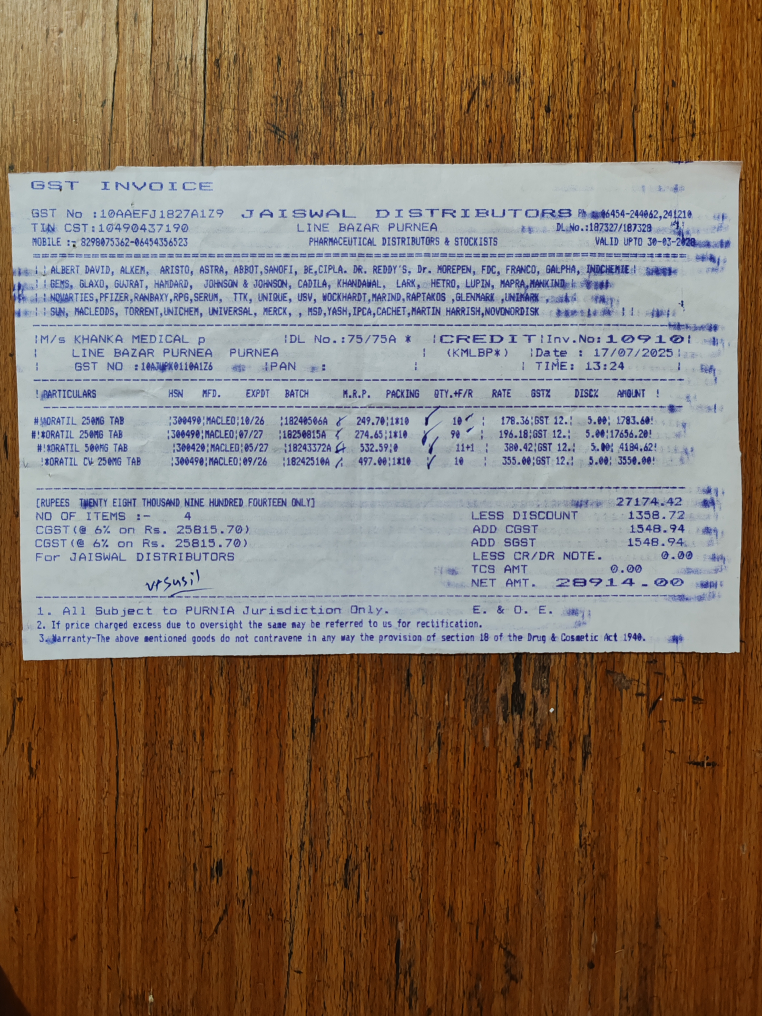 GST INVOICE
GST No :10AAEFJ1827A1Z9 JAISWAL DISTRIBUTORS Ph 06454-244062,241210
TIN CST:10490437190 LINE BAZAR PURNEA DL No.:187327/187328
MOBILE :- 8298075362-06454356523 PHARMACEUTICAL DISTRIBUTORS & STOCKISTS VALID UPTO 30-03-2028
ALBERT DAVID, ALKEM, ARISTO, ASTRA, ABBOT,SANOFI, BE,CIPLA. DR. REDDY'S, Dr. MOREPEN, FDC, FRANCO, GALPHA, INDOCHEMIE
GEMS, GLAXO, GUJRAT, HAMDARD, JOHNSON & JOHNSON, CADILA, KHANDAWAL, LARK, HETRO, LUPIN, MAPRA,MANKIND
NOVARTIES,PFIZER,RANBAXY,RPG,SERUM, TTK, UNIQUE, USV, WOCKHARDT,MARIND,RAPTAKOS ,GLENMARK ,UNIMARK
SUN, MACLEODS, TORRENT,UNICHEM, UNIVERSAL, MERCK, , MSD,YASH,IPCA,CACHET,MARTIN HARRISH,NOVONORDISK
|M/s KHANKA MEDICAL p |DL No.:75/75A * |CREDIT|Inv.No:10910|
LINE BAZAR PURNEA PURNEA | (KMLBP*) |Date : 17/07/2025|
GST NO | PAN : | | TIME: 13:24
!PARTICULARS HSN MFD. EXPDT BATCH M.R.P. PACKING QTY.+F/R RATE GST% DISC% AMOUNT !
#!*ORATIL 250MG TAB |300490|MACLEO|10/26 |18240506A 249.70|1*10 10 178.36|GST 12.| 5.00| 1783.60!
#!*ORATIL 250MG TAB |300490|MACLEO|07/27 |18250815A 274.65|1*10 90 196.18|GST 12.| 5.00|17656.20!
#!*ORATIL 500MG TAB |300420|MACLEO|05/27 |18243372A 532.59|0 11+1 380.42|GST 12.| 5.00| 4184.62!
!*ORATIL CV 250MG TAB |300490|MACLEO|09/26 |18242510A 497.00|1*10 10 355.00|GST 12.| 5.00| 3550.00!
[RUPEES TWENTY EIGHT THOUSAND NINE HUNDRED FOURTEEN ONLY] 27174.42
NO OF ITEMS :- 4 LESS DISCOUNT 1358.72
CGST(@ 6% on Rs. 25815.70) ADD CGST 1548.94
CGST(@ 6% on Rs. 25815.70) ADD SGST 1548.94
For JAISWAL DISTRIBUTORS LESS CR/DR NOTE. 0.00
TCS AMT 0.00
NET AMT. 28914.00
1. All Subject to PURNIA Jurisdiction Only. E. & O. E.
2. If price charged excess due to oversight the same may be referred to us for rectification.
3. Warranty-The above mentioned goods do not contravene in any way the provision of section 18 of the Drug & Cosmetic Act 1940.